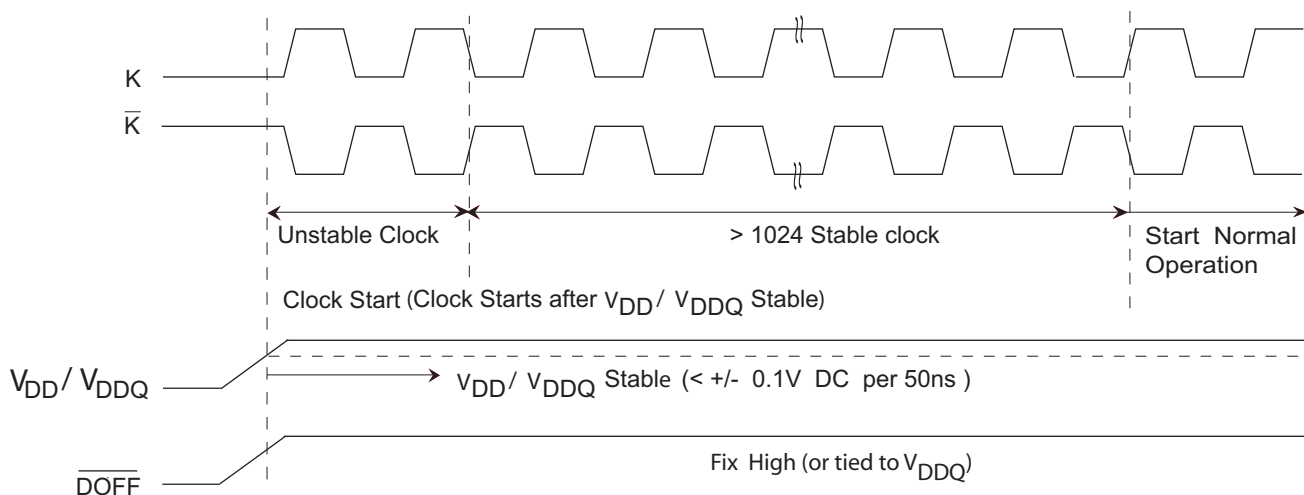 K
K̅
Unstable Clock
> 1024 Stable clock
Start Normal
Operation
Clock Start (Clock Starts after VDD / VDDQ Stable)
VDD / VDDQ
VDD / VDDQ Stable (< +/- 0.1V DC per 50ns )
Fix High (or tied to VDDQ)
D̅O̅F̅F̅